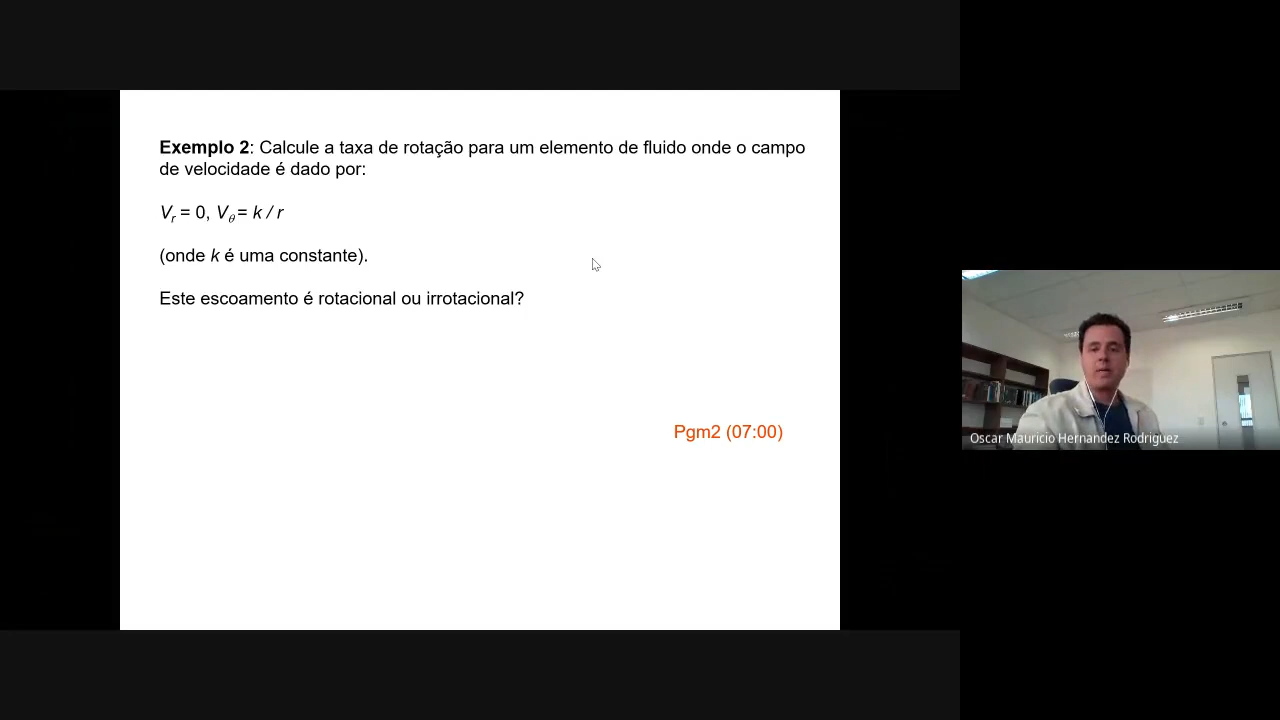 Exemplo 2: Calcule a taxa de rotação para um elemento de fluido onde o campo
de velocidade é dado por:
Vr = 0, Vθ = k / r
(onde k é uma constante).
Este escoamento é rotacional ou irrotacional?
Pgm2 (07:00)
Oscar Mauricio Hernandez Rodriguez